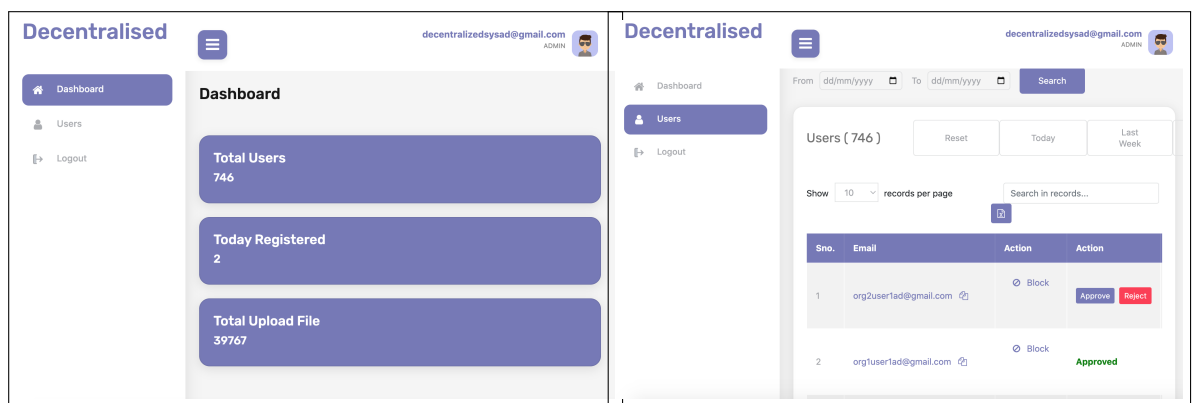 Decentralised
decentralizedsysad@gmail.com
ADMIN
Dashboard
Users
Logout
Dashboard
Total Users
746
Today Registered
2
Total Upload File
39767
Decentralised
decentralizedsysad@gmail.com
ADMIN
Dashboard
Users
Logout
From dd/mm/yyyy To dd/mm/yyyy Search
Users ( 746 ) Reset Today Last
Week
Show 10 records per page Search in records...
Sno. Email Action Action
1 org2user1ad@gmail.com Block Approve Reject
2 org1user1ad@gmail.com Block Approved